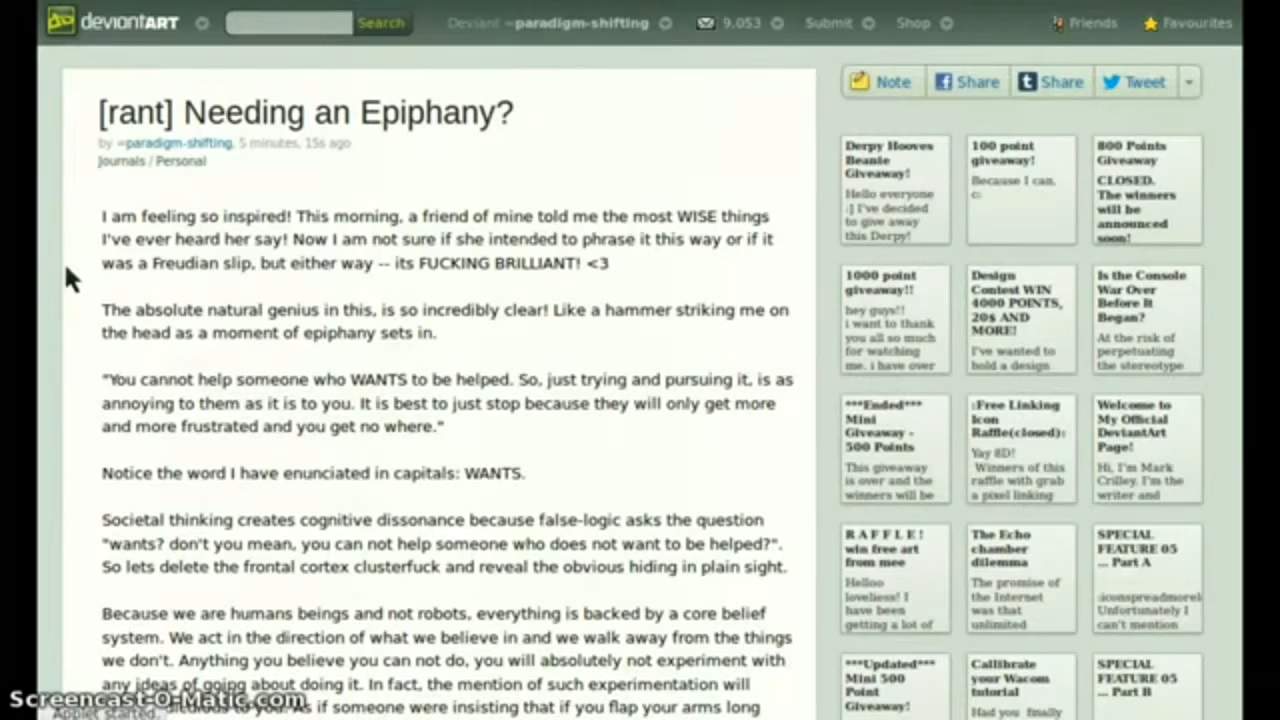 deviantART Search Deviant ~paradigm-shifting 9,053 Submit Shop Friends Favourites
[rant] Needing an Epiphany?
by ~paradigm-shifting, 5 minutes, 15s ago
Journals / Personal
I am feeling so inspired! This morning, a friend of mine told me the most WISE things
I've ever heard her say! Now I am not sure if she intended to phrase it this way or if it
was a Freudian slip, but either way -- its FUCKING BRILLIANT! <3
The absolute natural genius in this, is so incredibly clear! Like a hammer striking me on
the head as a moment of epiphany sets in.
"You cannot help someone who WANTS to be helped. So, just trying and pursuing it, is as
annoying to them as it is to you. It is best to just stop because they will only get more
and more frustrated and you get no where."
Notice the word I have enunciated in capitals: WANTS.
Societal thinking creates cognitive dissonance because false-logic asks the question
"wants? don't you mean, you can not help someone who does not want to be helped?".
So lets delete the frontal cortex clusterfuck and reveal the obvious hiding in plain sight.
Because we are humans beings and not robots, everything is backed by a core belief
system. We act in the direction of what we believe in and we walk away from the things
we don't. Anything you believe you can not do, you will absolutely not experiment with
any ideas of going about doing it. In fact, the mention of such experimentation will
to you. As if someone were insisting that if you flap your arms long
Note Share Share Tweet
Derpy Hooves
Beanie
Giveaway!
Hello everyone
:] I've decided
to give away
this Derpy!
100 point
giveaway!
Because I can.
c:
800 Points
Giveaway
CLOSED.
The winners
will be
announced
soon!
1000 point
giveaway!!
hey guys!!
i want to thank
you all so much
for watching
me. i have over
Design
Contest WIN
4000 POINTS,
20$ AND
MORE!
I've wanted to
hold a design
Is the Console
War Over
Before It
Began?
At the risk of
perpetuating
the stereotype
***Ended***
Mini
Giveaway -
500 Points
This giveaway
is over and the
winners will be
:Free Linking
Icon
Raffle(closed):
Yay 8D!
Winners of this
raffle with grab
a pixel linking
Welcome to
My Official
DeviantArt
Page!
Hi, I'm Mark
Crilley. I'm the
writer and
R A F F L E !
win free art
from mee
Helloo
loveliess! I
have been
getting a lot of
The Echo
chamber
dilemma
The promise of
the Internet
was that
unlimited
SPECIAL
FEATURE 05
... Part A
:iconspreadmorel
Unfortunately I
can't mention
***Updated***
Mini 500
Point
Giveaway!
Callibrate
your Wacom
tutorial
Had you finally
SPECIAL
FEATURE 05
... Part B
Screencast-O-Matic.com
Applet started.